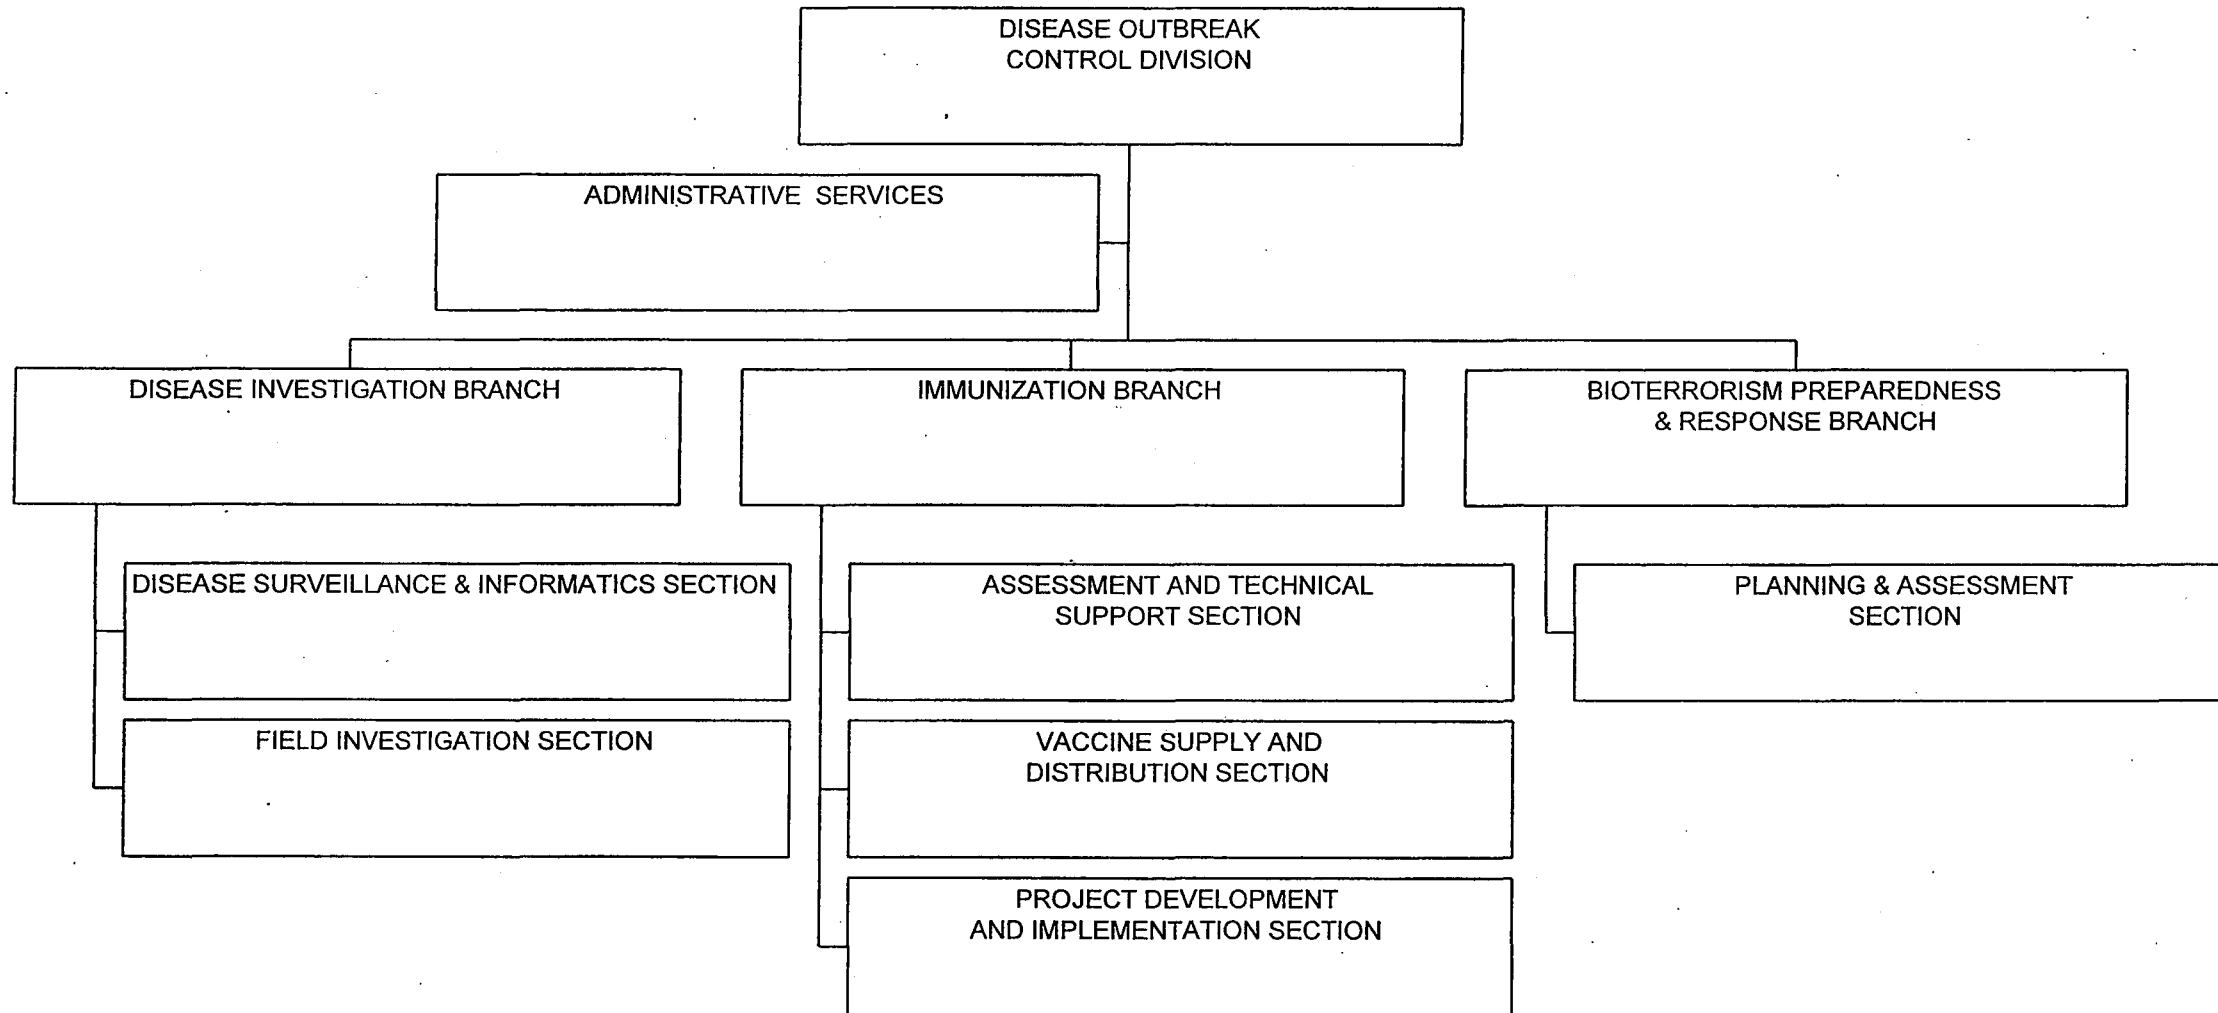 DISEASE OUTBREAK
CONTROL DIVISION
ADMINISTRATIVE SERVICES
DISEASE INVESTIGATION BRANCH
IMMUNIZATION BRANCH
BIOTERRORISM PREPAREDNESS
& RESPONSE BRANCH
DISEASE SURVEILLANCE & INFORMATICS SECTION
FIELD INVESTIGATION SECTION
ASSESSMENT AND TECHNICAL
SUPPORT SECTION
VACCINE SUPPLY AND
DISTRIBUTION SECTION
PROJECT DEVELOPMENT
AND IMPLEMENTATION SECTION
PLANNING & ASSESSMENT
SECTION